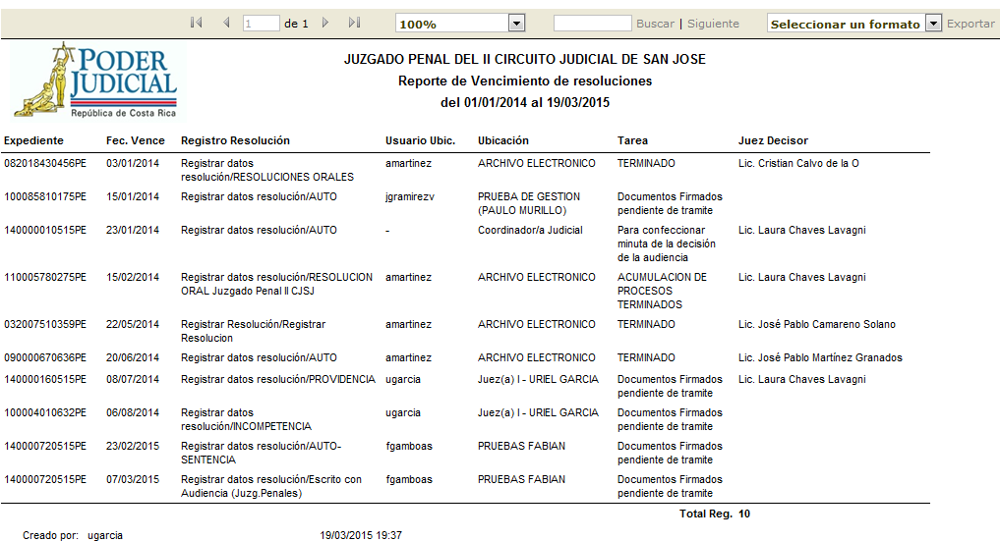 1 de 1 100% Buscar | Siguiente Seleccionar un formato Exportar
PODER
JUDICIAL
República de Costa Rica
JUZGADO PENAL DEL II CIRCUITO JUDICIAL DE SAN JOSE
Reporte de Vencimiento de resoluciones
del 01/01/2014 al 19/03/2015
Expediente Fec. Vence Registro Resolución Usuario Ubic. Ubicación Tarea Juez Decisor
082018430456PE 03/01/2014 Registrar datos amartinez ARCHIVO ELECTRONICO TERMINADO Lic. Cristian Calvo de la O
resolución/RESOLUCIONES ORALES
100085810175PE 15/01/2014 Registrar datos resolución/AUTO jgramirezv PRUEBA DE GESTION Documentos Firmados
(PAULO MURILLO) pendiente de tramite
140000010515PE 23/01/2014 Registrar datos resolución/AUTO - Coordinador/a Judicial Para confeccionar Lic. Laura Chaves Lavagni
minuta de la decisión
de la audiencia
110005780275PE 15/02/2014 Registrar datos resolución/RESOLUCION amartinez ARCHIVO ELECTRONICO ACUMULACION DE Lic. Laura Chaves Lavagni
ORAL Juzgado Penal II CJSJ PROCESOS
TERMINADOS
032007510359PE 22/05/2014 Registrar Resolución/Registrar amartinez ARCHIVO ELECTRONICO TERMINADO Lic. José Pablo Camareno Solano
Resolucion
090000670636PE 20/06/2014 Registrar datos resolución/AUTO amartinez ARCHIVO ELECTRONICO TERMINADO Lic. José Pablo Martínez Granados
140000160515PE 08/07/2014 Registrar datos resolución/PROVIDENCIA ugarcia Juez(a) I - URIEL GARCIA Documentos Firmados Lic. Laura Chaves Lavagni
pendiente de tramite
100004010632PE 06/08/2014 Registrar datos ugarcia Juez(a) I - URIEL GARCIA Documentos Firmados
resolución/INCOMPETENCIA pendiente de tramite
140000720515PE 23/02/2015 Registrar datos resolución/AUTO- fgamboas PRUEBAS FABIAN Documentos Firmados
SENTENCIA pendiente de tramite
140000720515PE 07/03/2015 Registrar datos resolución/Escrito con fgamboas PRUEBAS FABIAN Documentos Firmados
Audiencia (Juzg.Penales) pendiente de tramite
Total Reg. 10
Creado por: ugarcia 19/03/2015 19:37